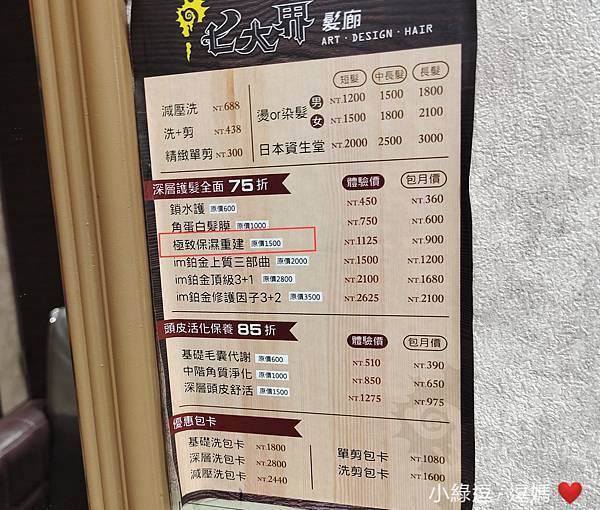 七大界 髮廊
ART · DESIGN · HAIR
短髮 中長髮 長髮
減壓洗 NT.688
洗+剪 NT.438
精緻單剪 NT.300
燙or染髮 男 NT.1200 1500 1800
女 NT.1500 1800 2100
日本資生堂 NT.2000 2500 3000
深層護髮全面 75折 體驗價 包月價
鎖水護 原價600 NT.450 NT.360
角蛋白髮膜 原價1000 NT.750 NT.600
極致保濕重建 原價1500 NT.1125 NT.900
im鉑金上質三部曲 原價2000 NT.1500 NT.1200
im鉑金頂級3+1 原價2800 NT.2100 NT.1680
im鉑金修護因子3+2 原價3500 NT.2625 NT.2100
頭皮活化保養 85折 體驗價 包月價
基礎毛囊代謝 原價600 NT.510 NT.390
中階角質淨化 原價1000 NT.850 NT.650
深層頭皮舒活 原價1500 NT.1275 NT.975
優惠包卡
基礎洗包卡 NT.1800
深層洗包卡 NT.2800
減壓洗包卡 NT.2440
單剪包卡 NT.1080
洗剪包卡 NT.1600
小綠逗·逗媽